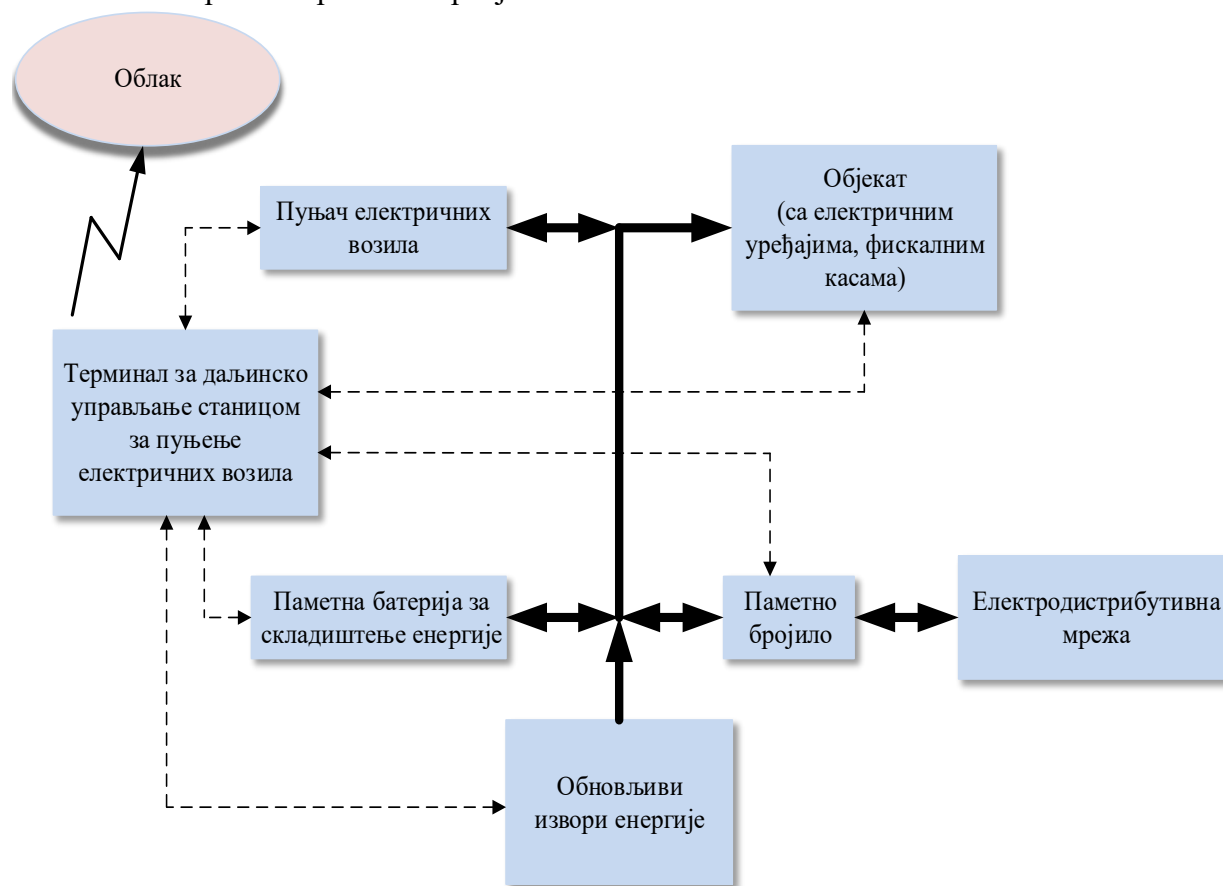 Облак
Пуњач електричних
возила
Објекат
(са електричним
уређајима, фискалним
касама)
Терминал за даљинско
управљање станицом
за пуњење
електричних возила
Паметна батерија за
складиштење енергије
Паметно
бројило
Електродистрибутивна
мрежа
Обновљиви
извори енергије